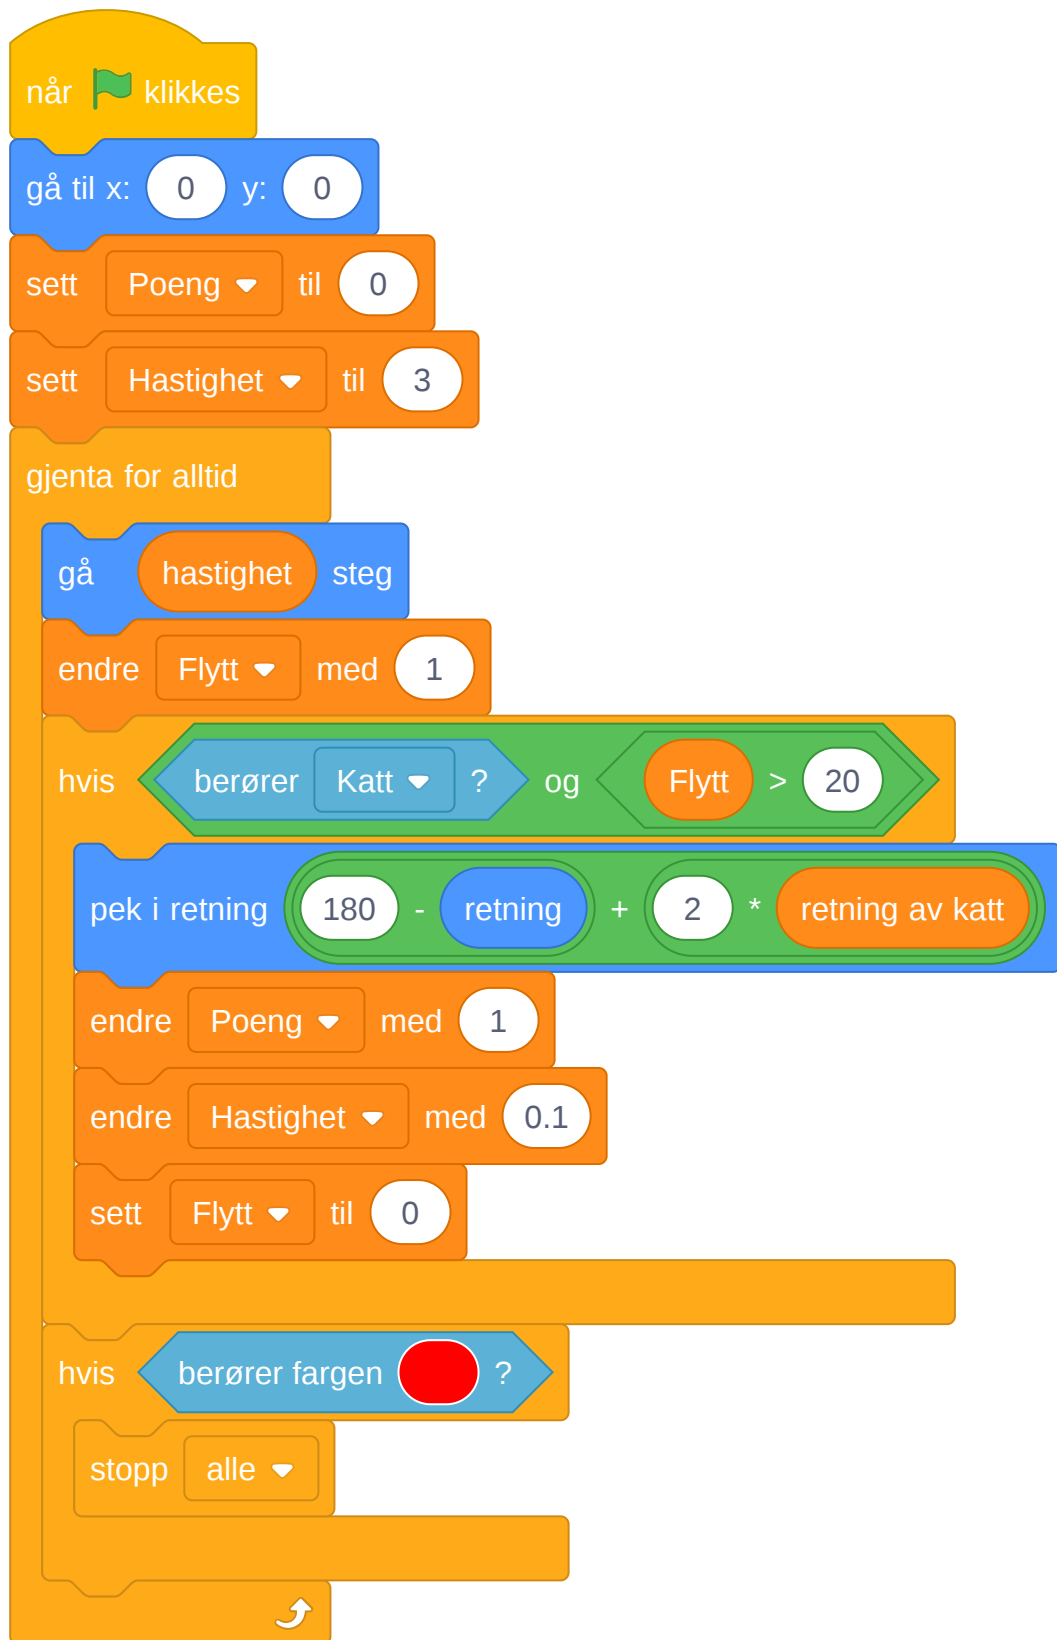 når klikkes
gå til x: 0 y: 0
sett Poeng til 0
sett Hastighet til 3
gjenta for alltid
gå hastighet steg
endre Flytt med 1
hvis berører Katt ? og Flytt > 20
pek i retning 180 - retning + 2 * retning av katt
endre Poeng med 1
endre Hastighet med 0.1
sett Flytt til 0
hvis berører fargen ?
stopp alle